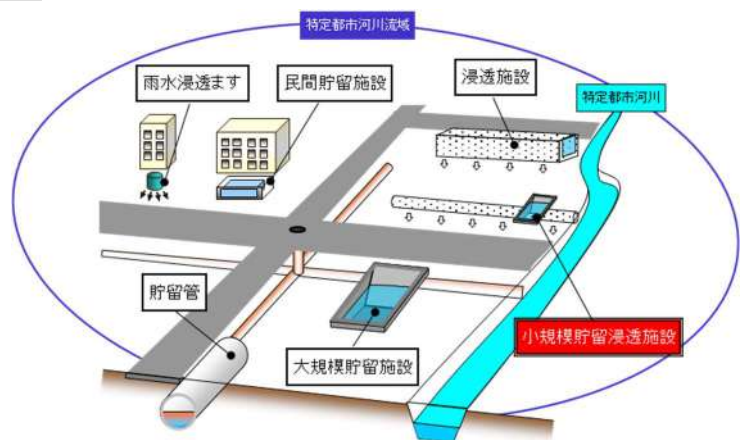 特定都市河川流域
雨水浸透ます
民間貯留施設
浸透施設
特定都市河川
貯留管
大規模貯留施設
小規模貯留浸透施設